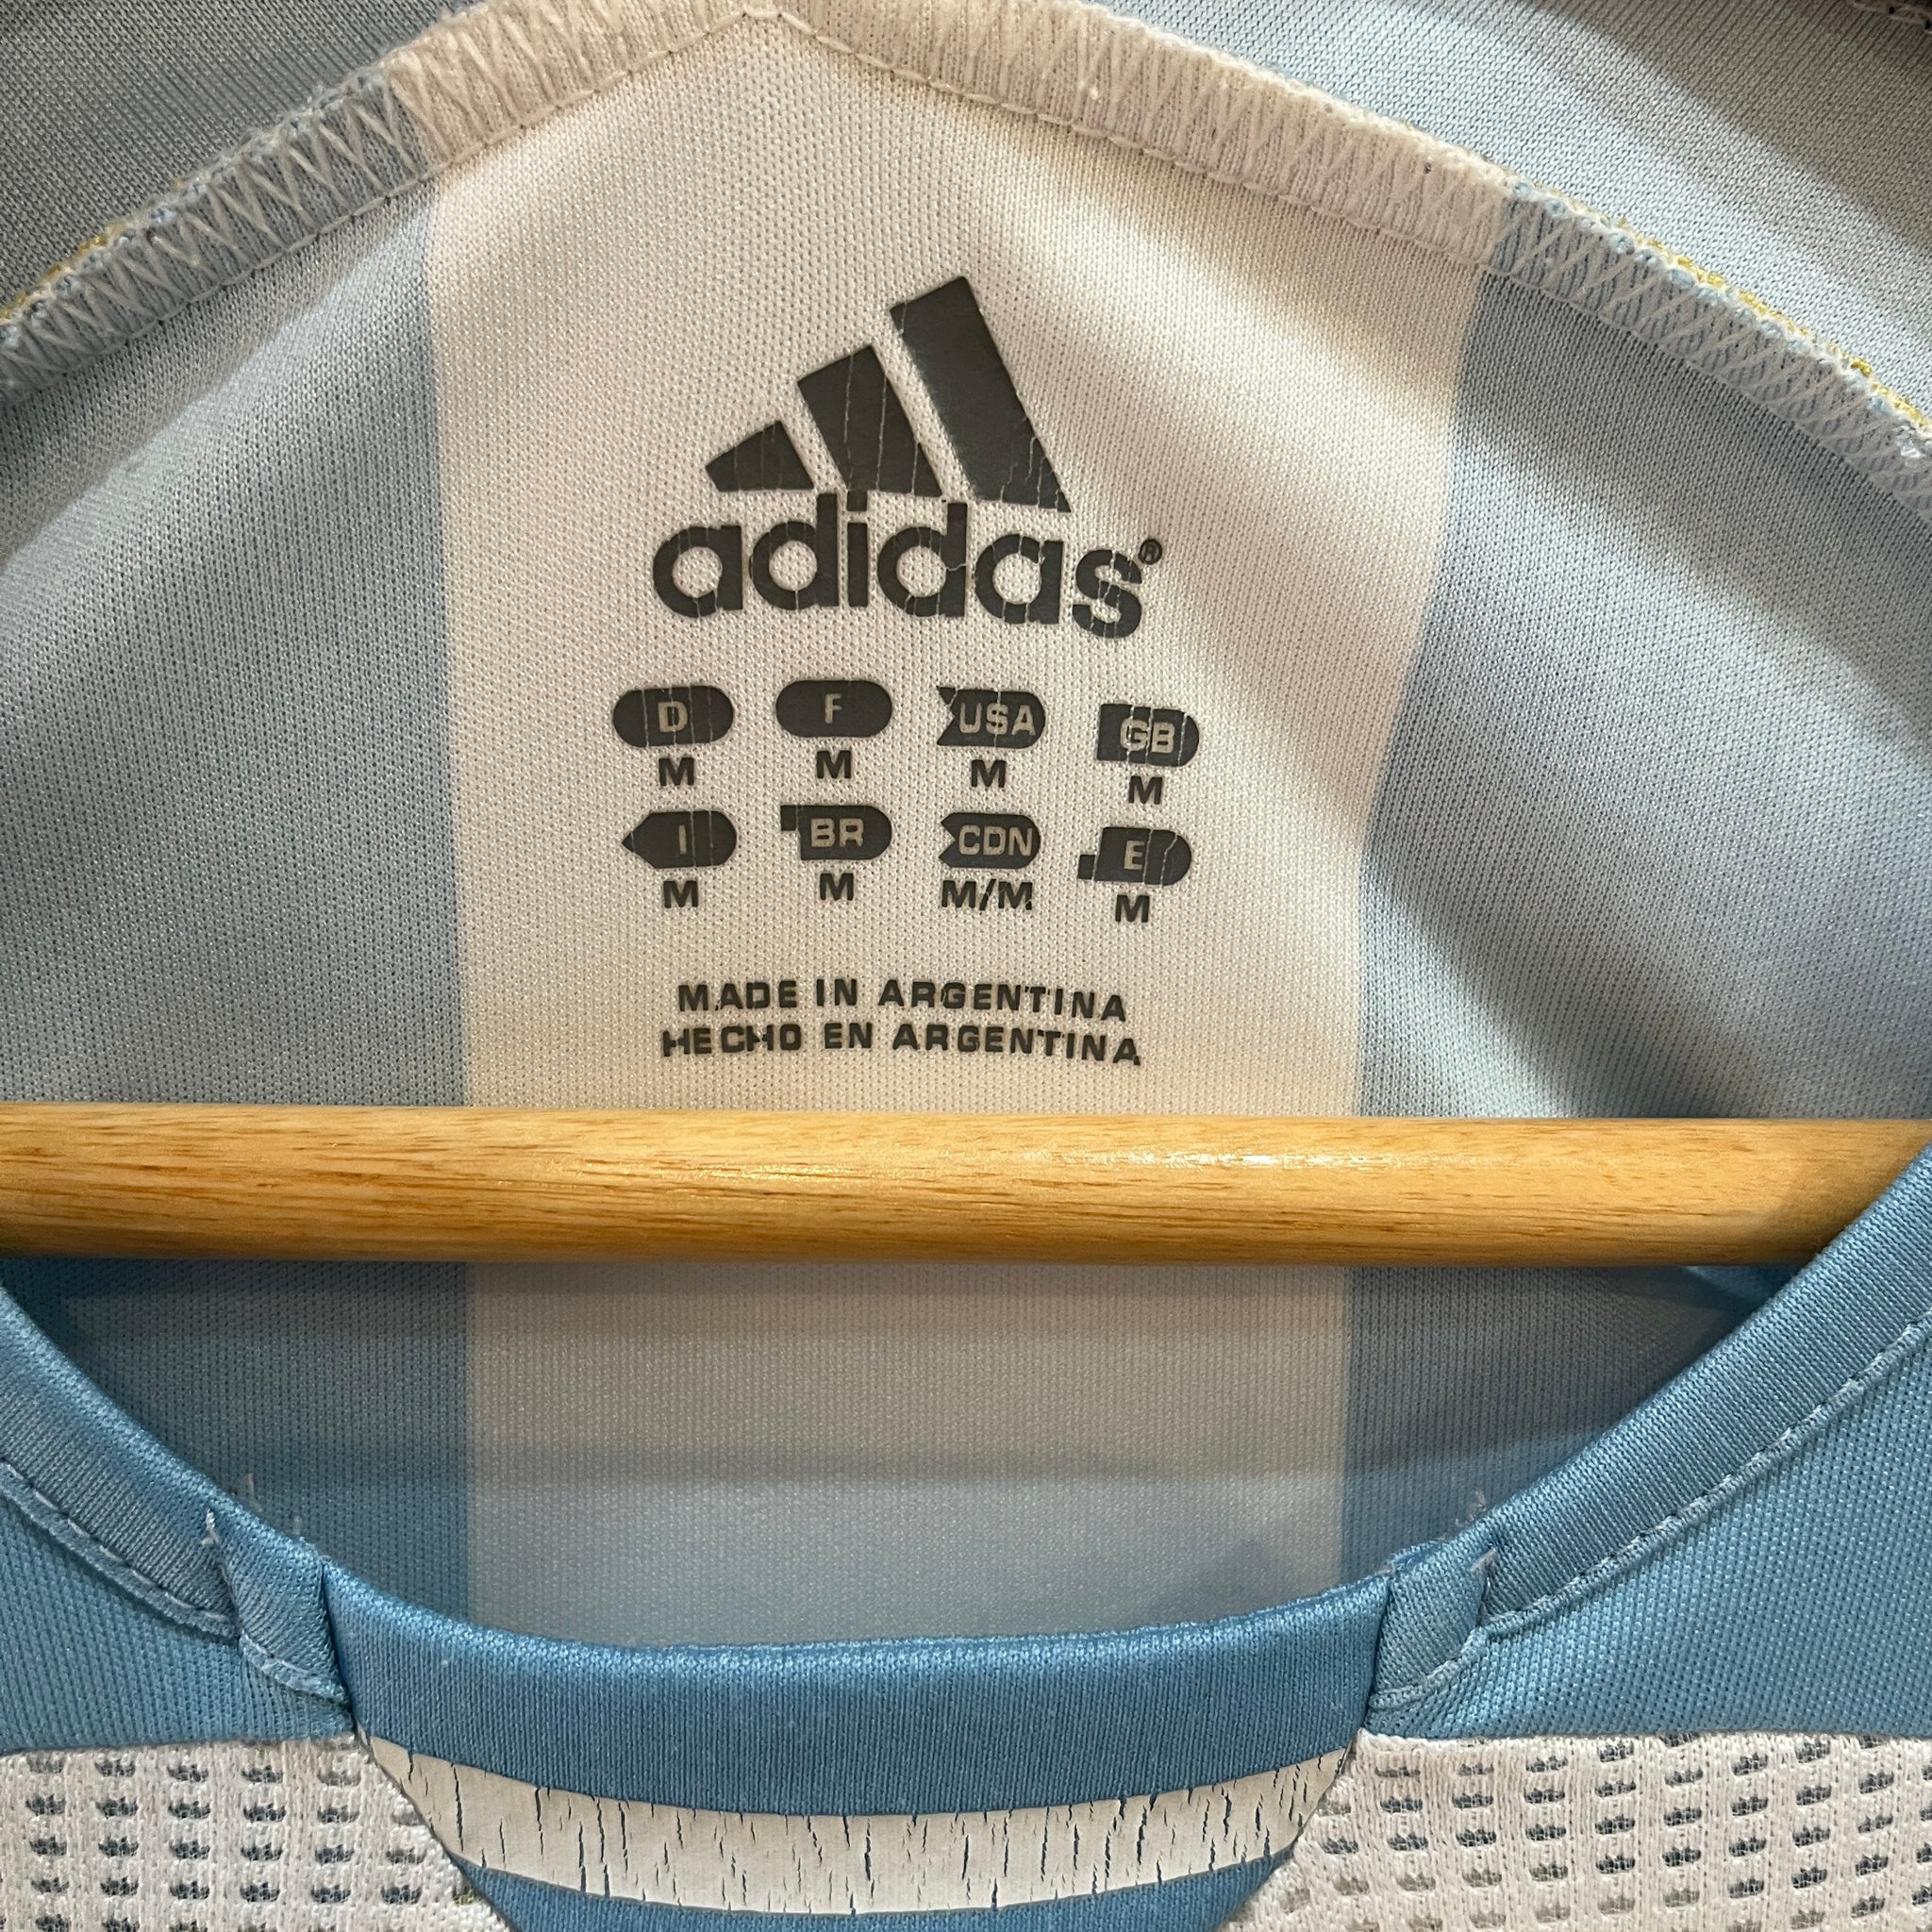 adidas®
D F USA GB
M M M M
I BR CDN E
M M M/M M
MADE IN ARGENTINA
HECHO EN ARGENTINA